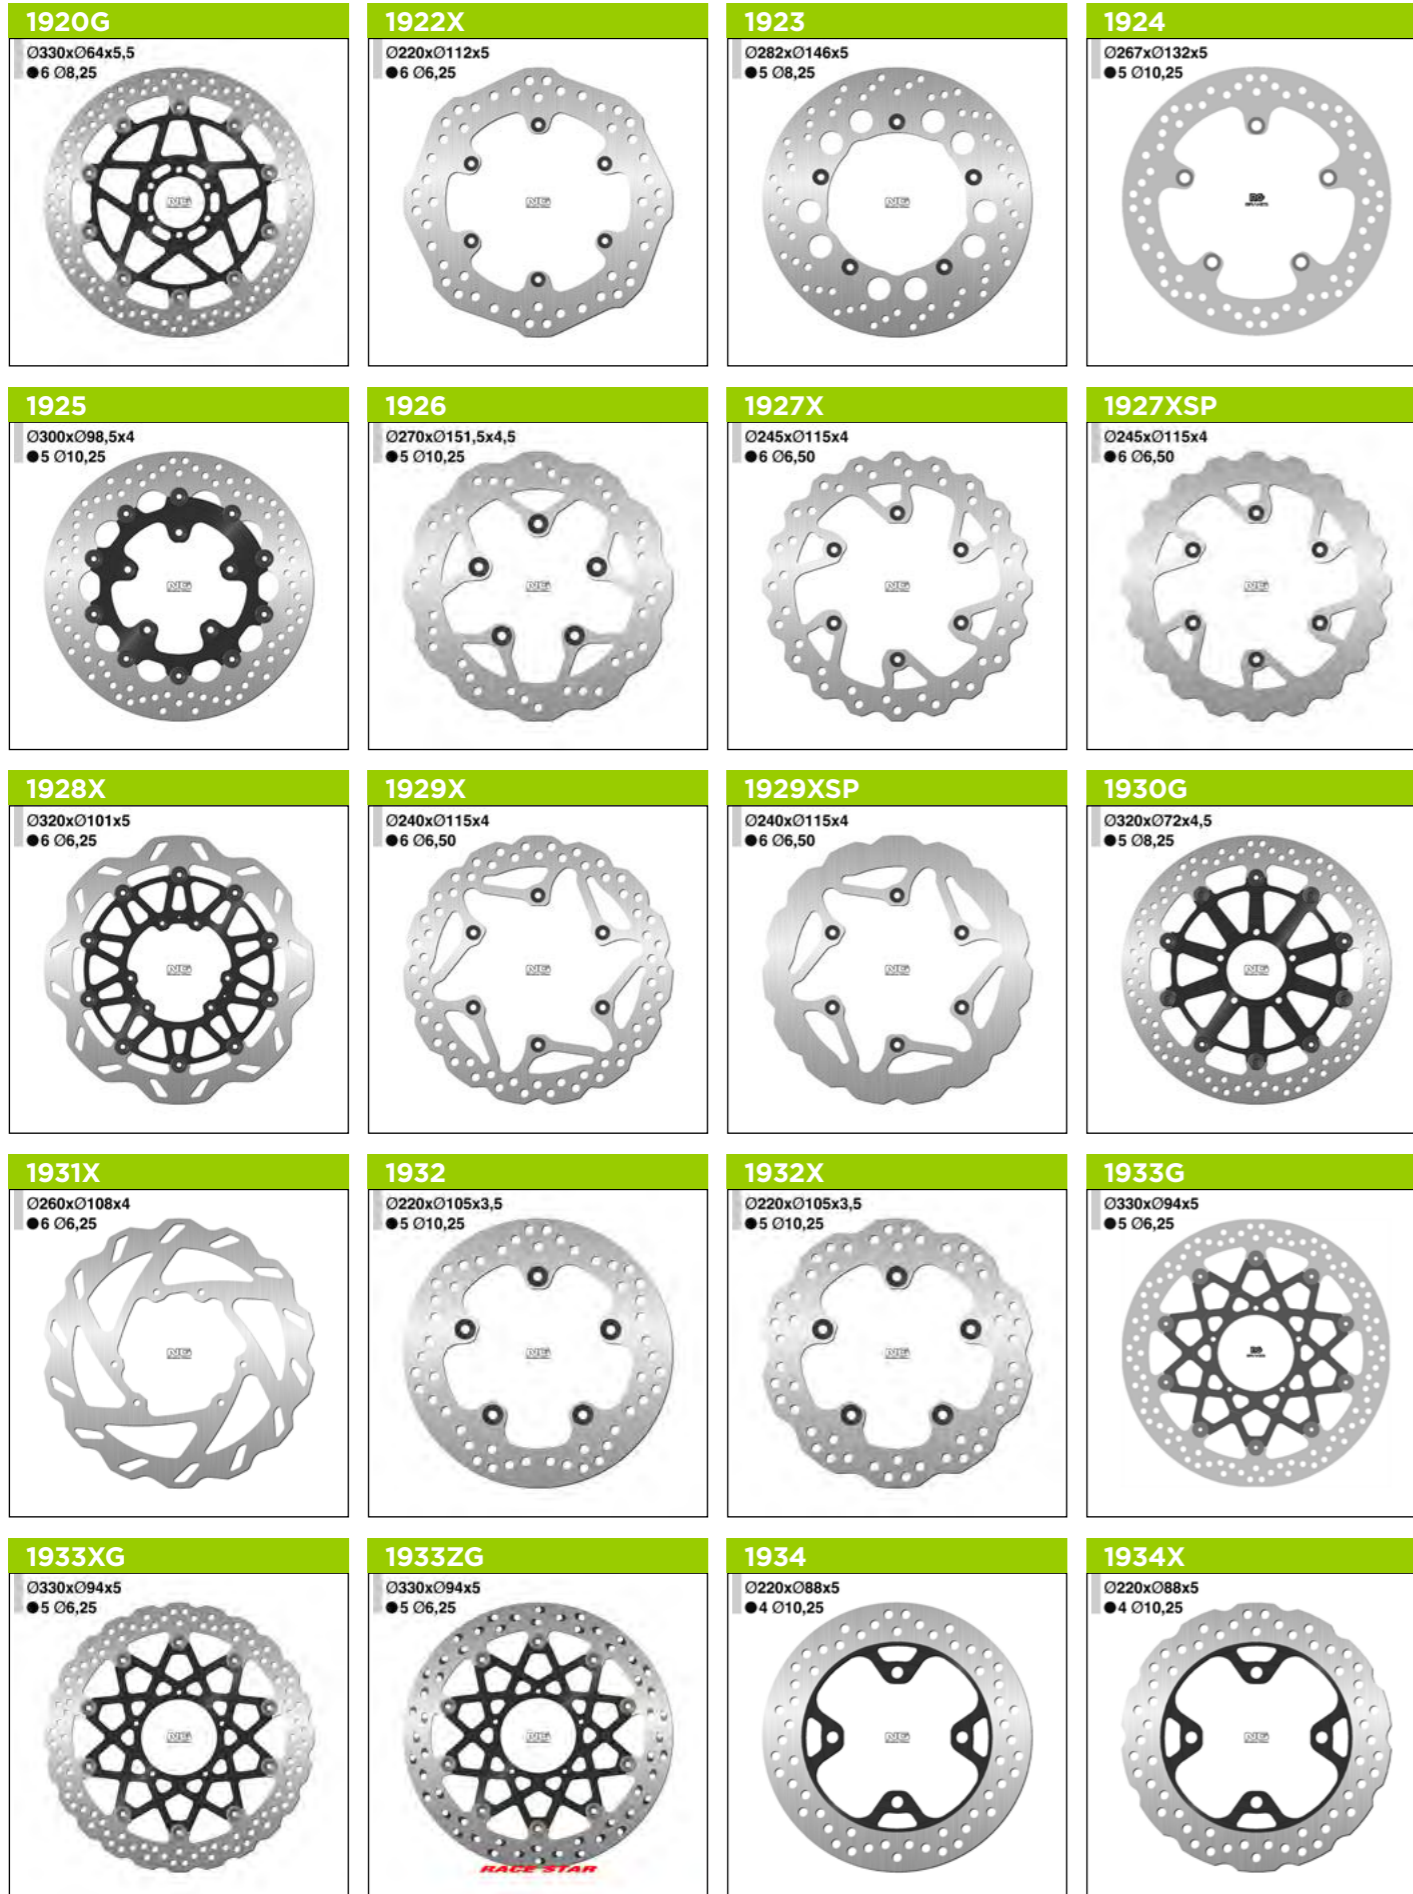 1920G
Ø330xØ64x5,5
●6 Ø8,25
1922X
Ø220xØ112x5
●6 Ø6,25
1923
Ø282xØ146x5
●5 Ø8,25
1924
Ø267xØ132x5
●5 Ø10,25
1925
Ø300xØ98,5x4
●5 Ø10,25
1926
Ø270xØ151,5x4,5
●5 Ø10,25
1927X
Ø245xØ115x4
●6 Ø6,50
1927XSP
Ø245xØ115x4
●6 Ø6,50
1928X
Ø320xØ101x5
●6 Ø6,25
1929X
Ø240xØ115x4
●6 Ø6,50
1929XSP
Ø240xØ115x4
●6 Ø6,50
1930G
Ø320xØ72x4,5
●5 Ø8,25
1931X
Ø260xØ108x4
●6 Ø6,25
1932
Ø220xØ105x3,5
●5 Ø10,25
1932X
Ø220xØ105x3,5
●5 Ø10,25
1933G
Ø330xØ94x5
●5 Ø6,25
1933XG
Ø330xØ94x5
●5 Ø6,25
1933ZG
Ø330xØ94x5
●5 Ø6,25
RACE STAR
1934
Ø220xØ88x5
●4 Ø10,25
1934X
Ø220xØ88x5
●4 Ø10,25